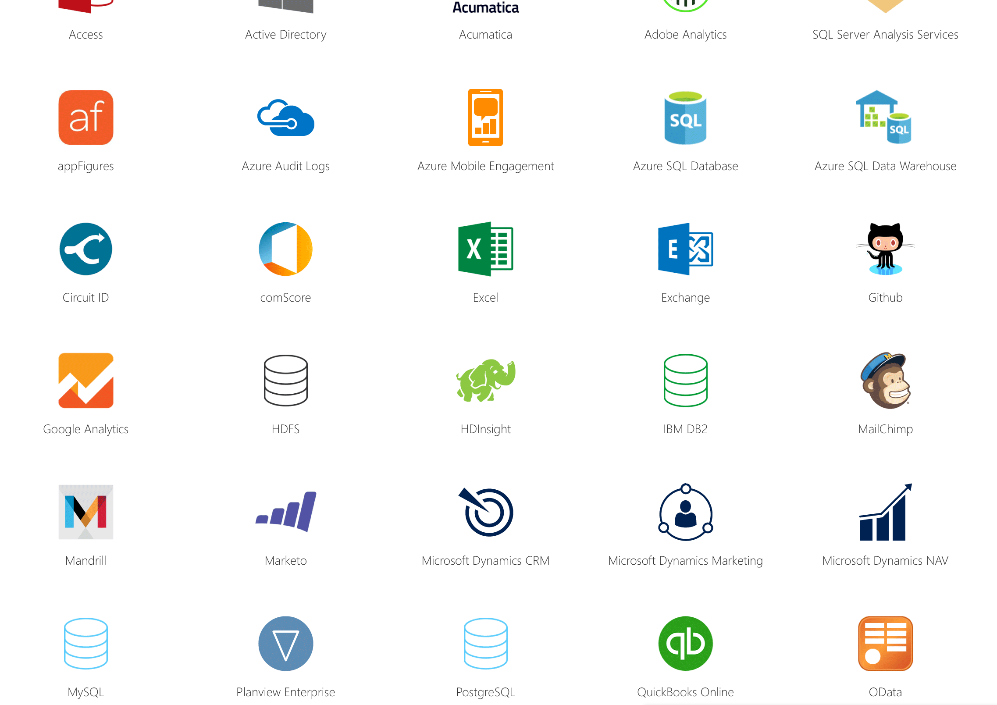 Acumatica
Access
Active Directory
Acumatica
Adobe Analytics
SQL Server Analysis Services
af
SQL
SQL
appFigures
Azure Audit Logs
Azure Mobile Engagement
Azure SQL Database
Azure SQL Data Warehouse
X
E
Circuit ID
comScore
Excel
Exchange
Github
Google Analytics
HDFS
HDInsight
IBM DB2
MailChimp
M
Mandrill
Marketo
Microsoft Dynamics CRM
Microsoft Dynamics Marketing
Microsoft Dynamics NAV
qb
MySQL
Planview Enterprise
PostgreSQL
QuickBooks Online
OData